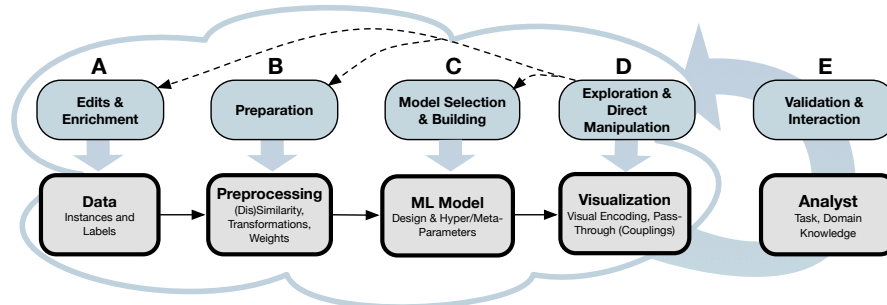 A
B
C
D
E
Edits &
Enrichment
Preparation
Model Selection
& Building
Exploration &
Direct
Manipulation
Validation &
Interaction
Data
Instances and
Labels
Preprocessing
(Dis)Similarity,
Transformations,
Weights
ML Model
Design & Hyper/Meta-
Parameters
Visualization
Visual Encoding, Pass-
Through (Couplings)
Analyst
Task, Domain
Knowledge